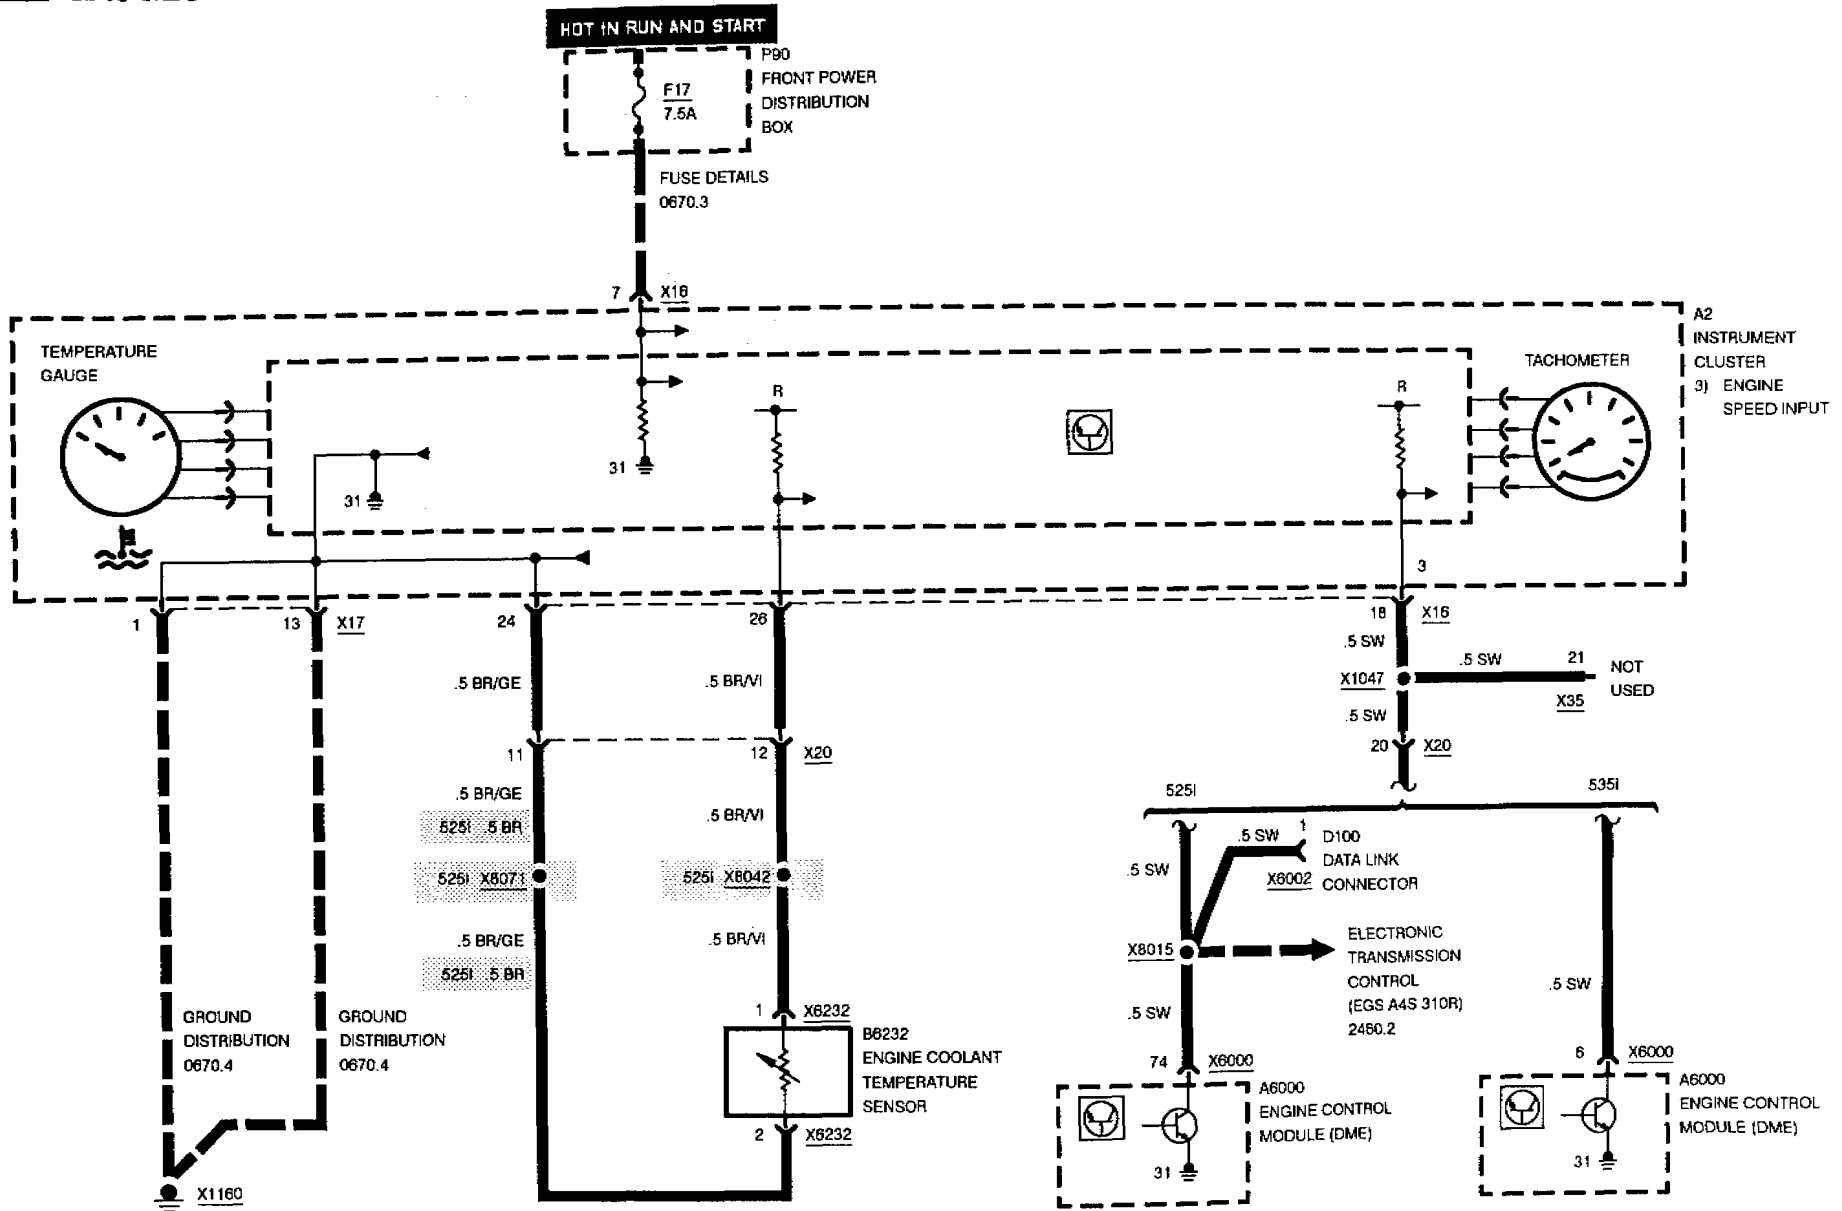 HOT IN RUN AND START
P90
FRONT POWER
DISTRIBUTION
BOX
F17
7.5A
FUSE DETAILS
0670.3
7 X16
A2
INSTRUMENT
CLUSTER
3) ENGINE
SPEED INPUT
TEMPERATURE
GAUGE
TACHOMETER
R
R
31
31
3
1
13 X17
24
26
18 X16
.5 SW
.5 SW 21
NOT
USED
X1047
X35
.5 BR/GE
.5 BR/VI
.5 SW
11
12 X20
20 X20
525I
535I
.5 BR/GE
525I .5 BR
.5 BR/VI
.5 SW 1
D100
DATA LINK
CONNECTOR
X6002
.5 SW
525I X8071
525I X8042
.5 BR/GE
525I .5 BR
.5 BR/VI
X8015
ELECTRONIC
TRANSMISSION
CONTROL
(EGS A4S 310R)
2460.2
.5 SW
.5 SW
GROUND
DISTRIBUTION
0670.4
GROUND
DISTRIBUTION
0670.4
1 X6232
B6232
ENGINE COOLANT
TEMPERATURE
SENSOR
2 X6232
74 X6000
A6000
ENGINE CONTROL
MODULE (DME)
31
6 X6000
A6000
ENGINE CONTROL
MODULE (DME)
31
X1160